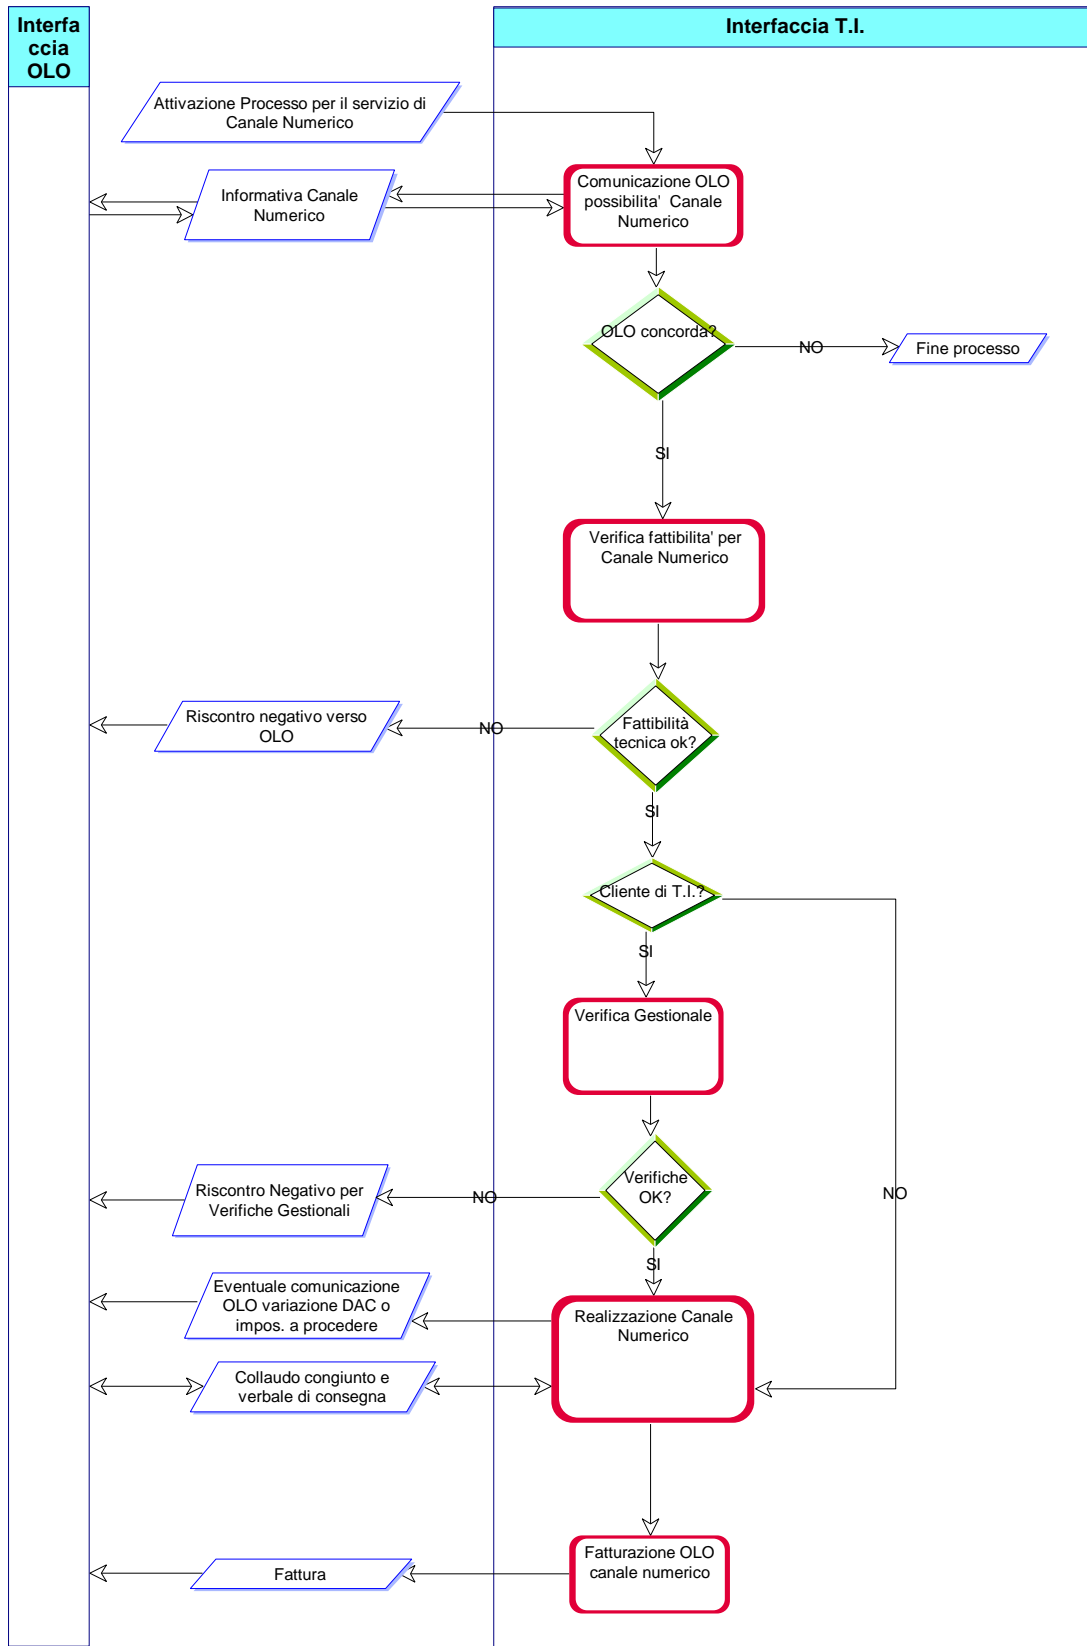 Interfa
ccia
OLO
Interfaccia T.I.
Attivazione Processo per il servizio di
Canale Numerico
Informativa Canale
Numerico
Comunicazione OLO
possibilita' Canale
Numerico
OLO concorda?
NO
Fine processo
SI
Verifica fattibilita' per
Canale Numerico
Riscontro negativo verso
OLO
NO
Fattibilità
tecnica ok?
SI
Cliente di T.I.?
SI
Verifica Gestionale
Riscontro Negativo per
Verifiche Gestionali
NO
Verifiche
OK?
NO
SI
Eventuale comunicazione
OLO variazione DAC o
impos. a procedere
Realizzazione Canale
Numerico
Collaudo congiunto e
verbale di consegna
Fatturazione OLO
canale numerico
Fattura